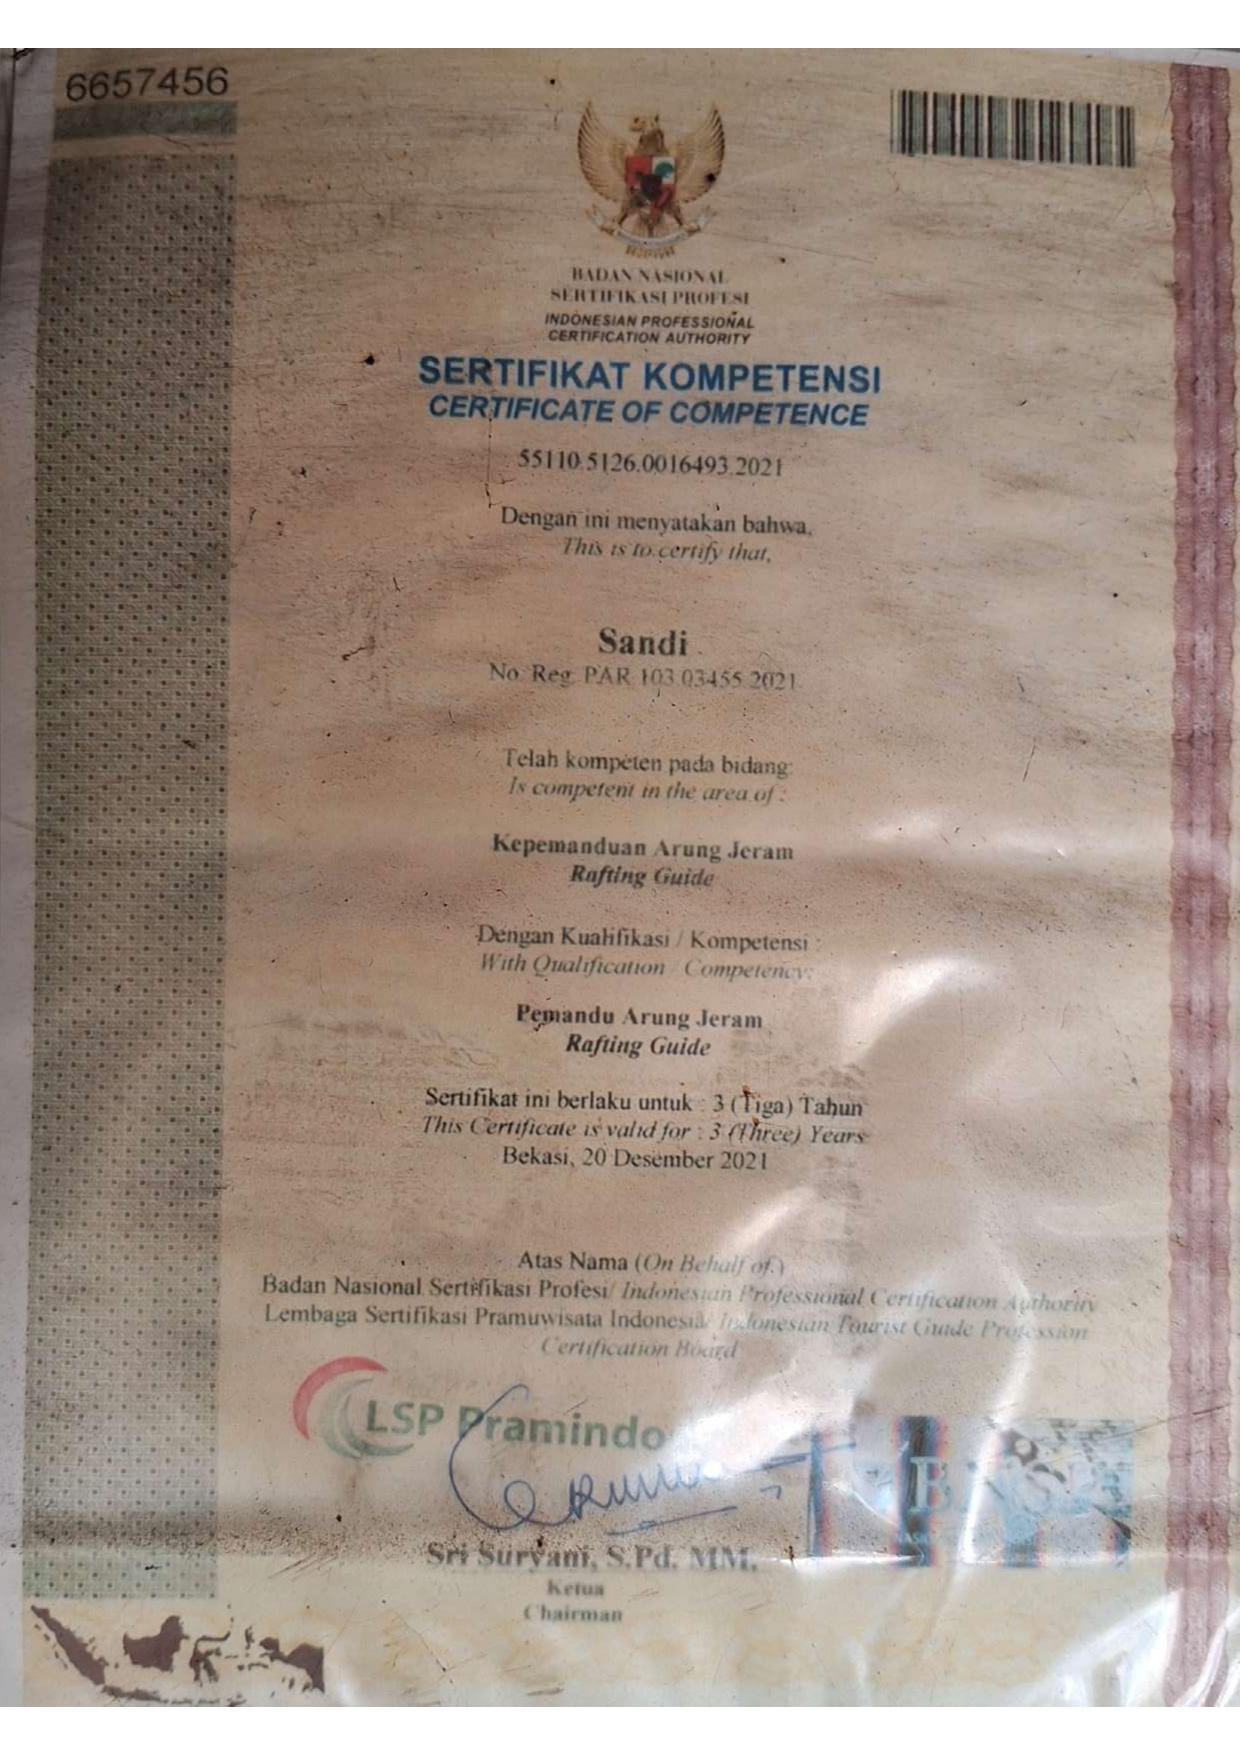 6657456
BADAN NASIONAL
SERTIFIKASI PROFESI
INDONESIAN PROFESSIONAL
CERTIFICATION AUTHORITY
SERTIFIKAT KOMPETENSI
CERTIFICATE OF COMPETENCE
55110.5126.0016493.2021
Dengan ini menyatakan bahwa,
This is to certify that,
Sandi
No. Reg. PAR 103 03455 2021
Telah kompeten pada bidang:
Is competent in the area of :
Kepemanduan Arung Jeram
Rafting Guide
Dengan Kualifikasi / Kompetensi :
With Qualification / Competency:
Pemandu Arung Jeram
Rafting Guide
Sertifikat ini berlaku untuk : 3 (Tiga) Tahun
This Certificate is valid for : 3 (Three) Years
Bekasi, 20 Desember 2021
Atas Nama (On Behalf of,)
Badan Nasional Sertifikasi Profesi/ Indonesian Professional Certification Authority
Lembaga Sertifikasi Pramuwisata Indonesia/ Indonesian Tourist Guide Profession
Certification Board
LSP Pramindo
BNSP
Sri Suryani, S.Pd, MM.
Ketua
Chairman